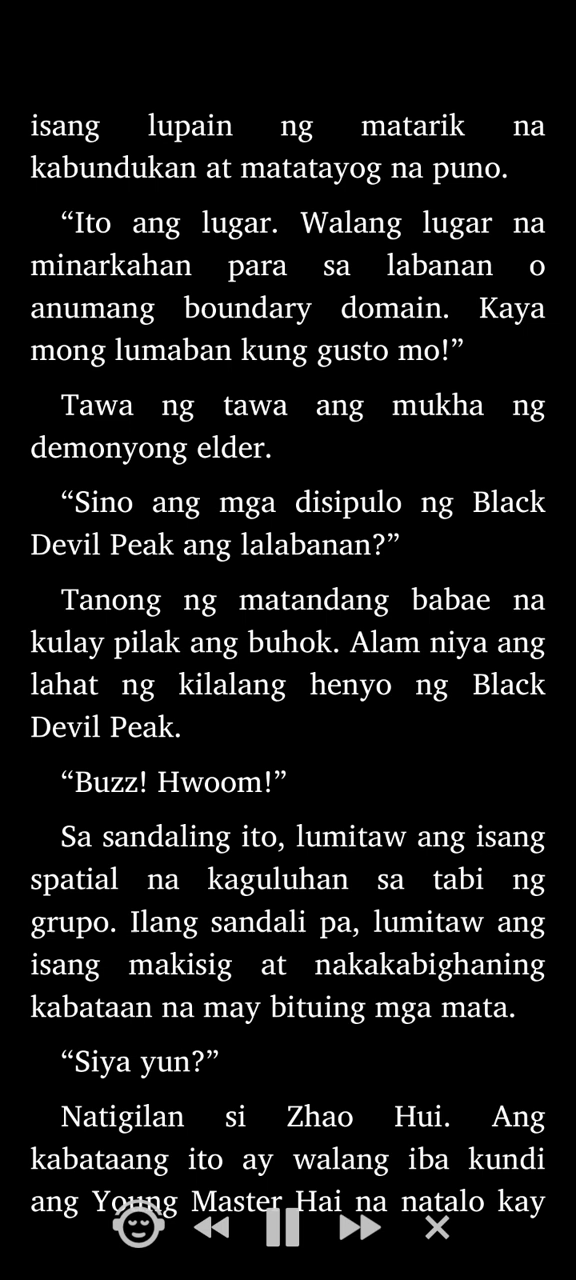 isang lupain ng matarik na
kabundukan at matatayog na puno.
“Ito ang lugar. Walang lugar na
minarkahan para sa labanan o
anumang boundary domain. Kaya
mong lumaban kung gusto mo!”
Tawa ng tawa ang mukha ng
demonyong elder.
“Sino ang mga disipulo ng Black
Devil Peak ang lalabanan?”
Tanong ng matandang babae na
kulay pilak ang buhok. Alam niya ang
lahat ng kilalang henyo ng Black
Devil Peak.
“Buzz! Hwoom!”
Sa sandaling ito, lumitaw ang isang
spatial na kaguluhan sa tabi ng
grupo. Ilang sandali pa, lumitaw ang
isang makisig at nakakabighaning
kabataan na may bituing mga mata.
“Siya yun?”
Natigilan si Zhao Hui. Ang
kabataang ito ay walang iba kundi
ang Young Master Hai na natalo kay